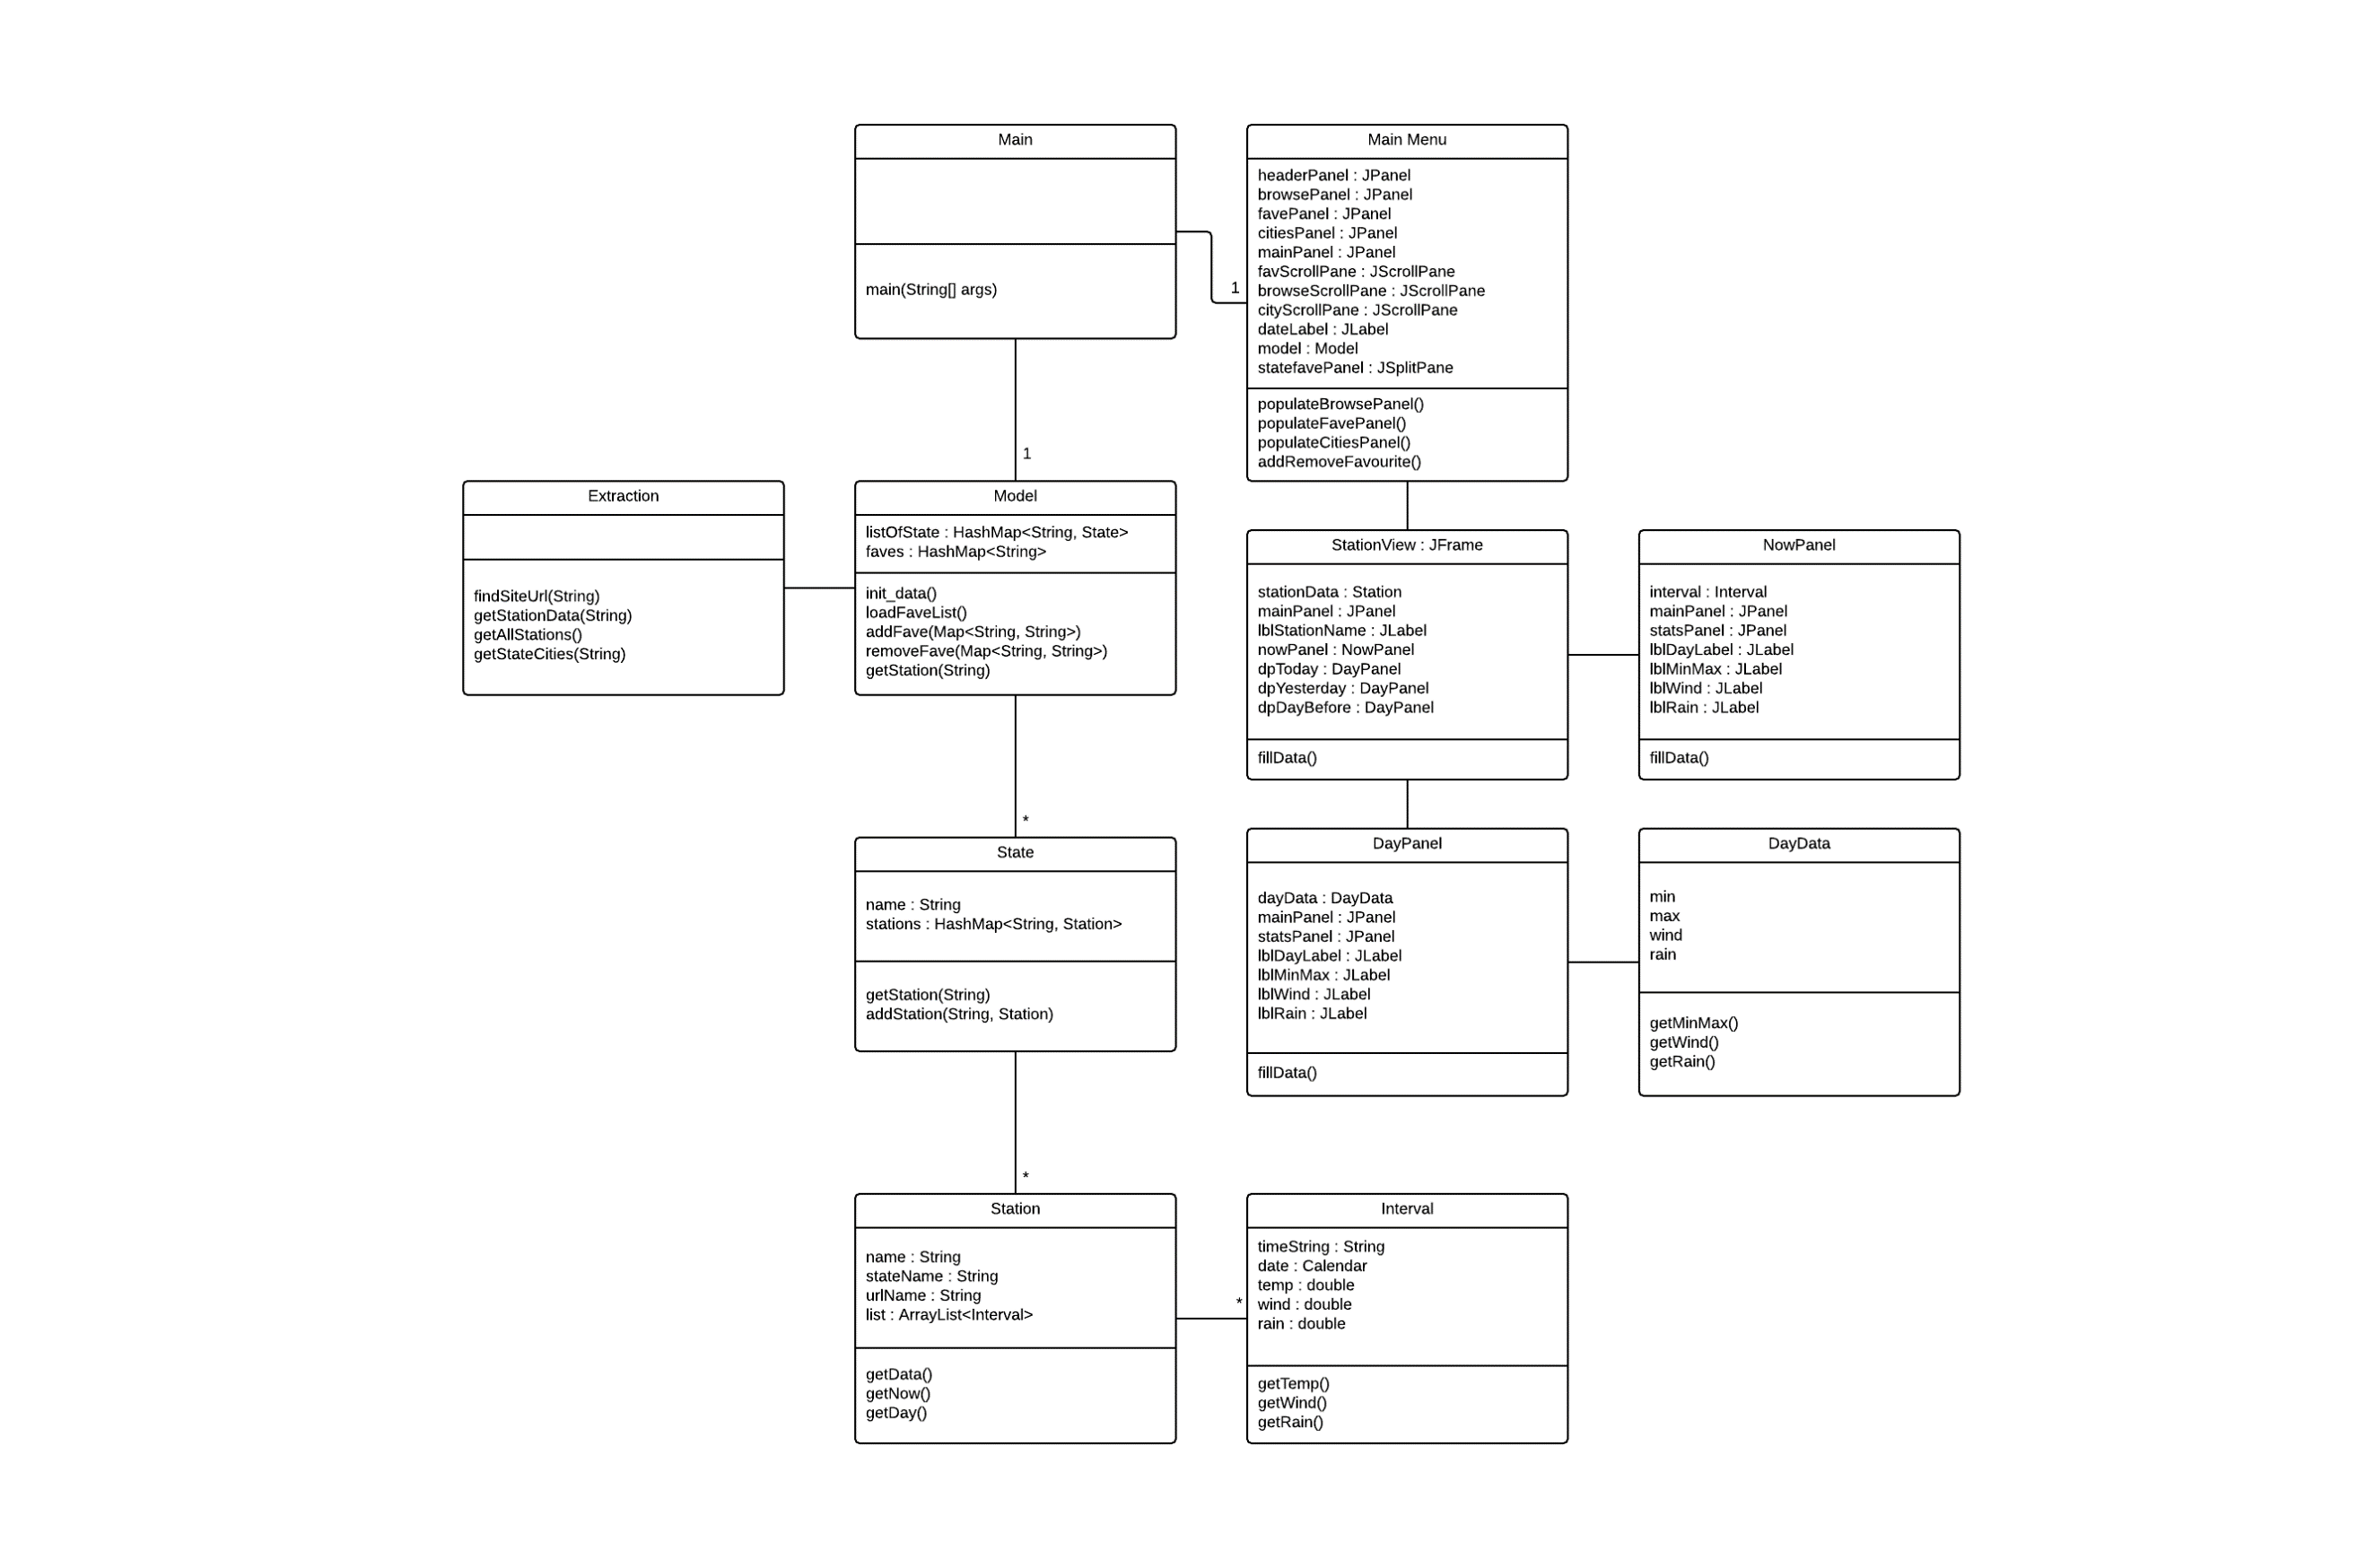 Main
main(String[] args)
1
1
Main Menu
headerPanel : JPanel
browsePanel : JPanel
favePanel : JPanel
citiesPanel : JPanel
mainPanel : JPanel
favScrollPane : JScrollPane
browseScrollPane : JScrollPane
cityScrollPane : JScrollPane
dateLabel : JLabel
model : Model
statefavePanel : JSplitPane
populateBrowsePanel()
populateFavePanel()
populateCitiesPanel()
addRemoveFavourite()
Extraction
findSiteUrl(String)
getStationData(String)
getAllStations()
getStateCities(String)
Model
listOfState : HashMap<String, State>
faves : HashMap<String>
init_data()
loadFaveList()
addFave(Map<String, String>)
removeFave(Map<String, String>)
getStation(String)
*
StationView : JFrame
stationData : Station
mainPanel : JPanel
lblStationName : JLabel
nowPanel : NowPanel
dpToday : DayPanel
dpYesterday : DayPanel
dpDayBefore : DayPanel
fillData()
NowPanel
interval : Interval
mainPanel : JPanel
statsPanel : JPanel
lblDayLabel : JLabel
lblMinMax : JLabel
lblWind : JLabel
lblRain : JLabel
fillData()
State
name : String
stations : HashMap<String, Station>
getStation(String)
addStation(String, Station)
*
DayPanel
dayData : DayData
mainPanel : JPanel
statsPanel : JPanel
lblDayLabel : JLabel
lblMinMax : JLabel
lblWind : JLabel
lblRain : JLabel
fillData()
DayData
min
max
wind
rain
getMinMax()
getWind()
getRain()
Station
name : String
stateName : String
urlName : String
list : ArrayList<Interval>
getData()
getNow()
getDay()
*
Interval
timeString : String
date : Calendar
temp : double
wind : double
rain : double
getTemp()
getWind()
getRain()